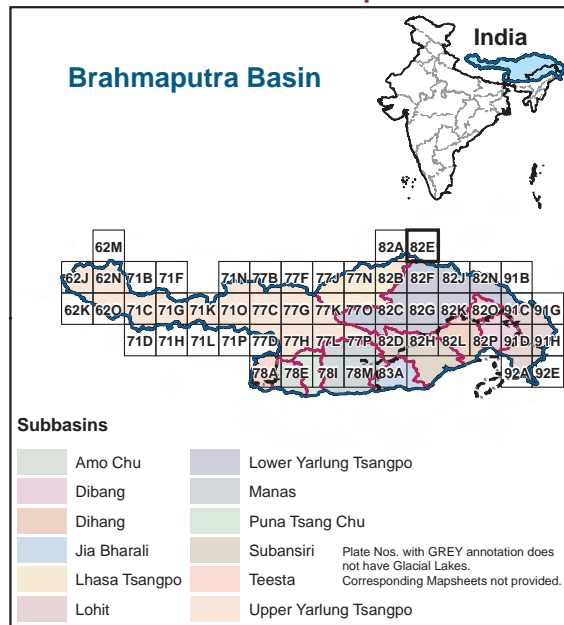 India
Brahmaputra Basin
62M 82A 82E
62J 62N 71B 71F 71N 77B 77F 77J 77N 82B 82F 82J 82N 91B
62K 62O 71C 71G 71K 71O 77C 77G 77K 77O 82C 82G 82K 82O 91C 91G
71D 71H 71L 71P 77D 77H 77L 77P 82D 82H 82L 82P 91D 91H
78A 78E 78I 78M 83A 92A 92E
Subbasins
Amo Chu
Dibang
Dihang
Jia Bharali
Lhasa Tsangpo
Lohit
Lower Yarlung Tsangpo
Manas
Puna Tsang Chu
Subansiri
Teesta
Upper Yarlung Tsangpo
Plate Nos. with GREY annotation does
not have Glacial Lakes.
Corresponding Mapsheets not provided.